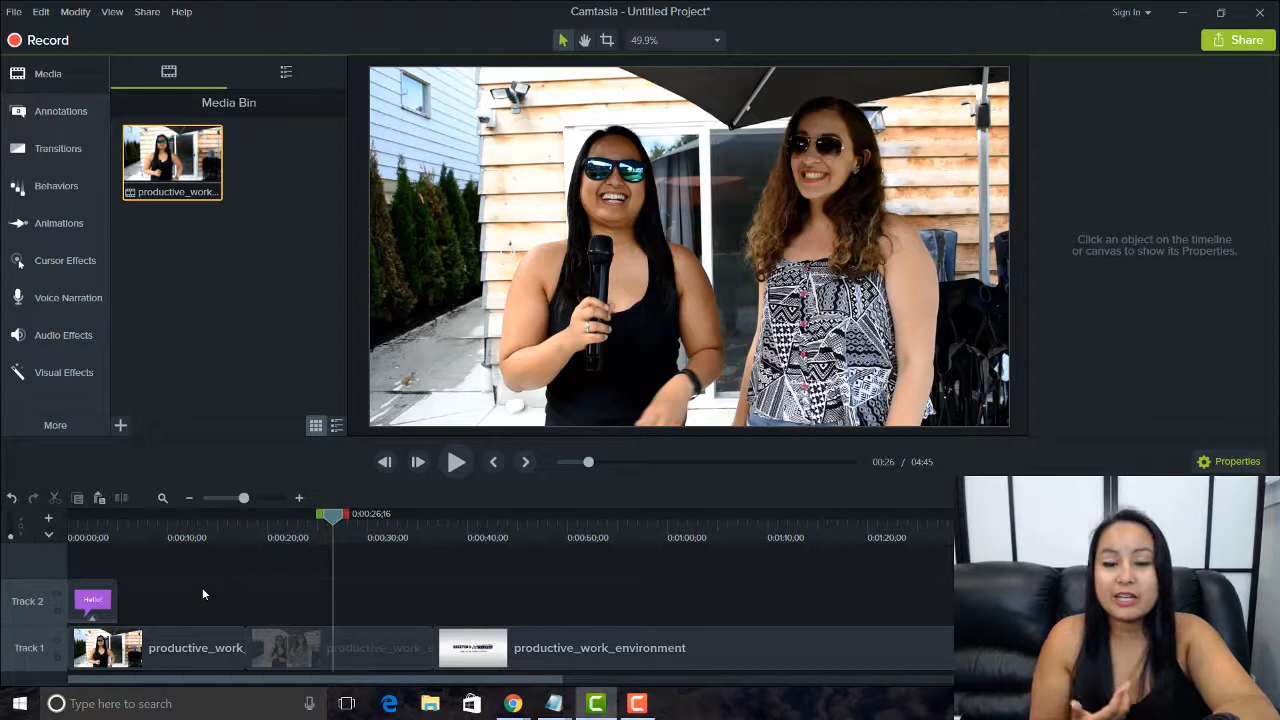 File Edit Modify View Share Help
Camtasia - Untitled Project*
Sign In
Record
49.9%
Share
Media
Annotations
Transitions
Behaviors
Animations
Cursor Effects
Voice Narration
Audio Effects
Visual Effects
More
Media Bin
productive_work...
Click an object on the timeline
or canvas to show its Properties.
00:26 / 04:45
Properties
0:00:26;16
0:00:00;00 0:00:10;00 0:00:20;00 0:00:30;00 0:00:40;00 0:00:50;00 0:01:00;00 0:01:10;00 0:01:20;00
Track 2
Hello!
Track 1
productive_work_
productive_work_e
productive_work_environment
Type here to search